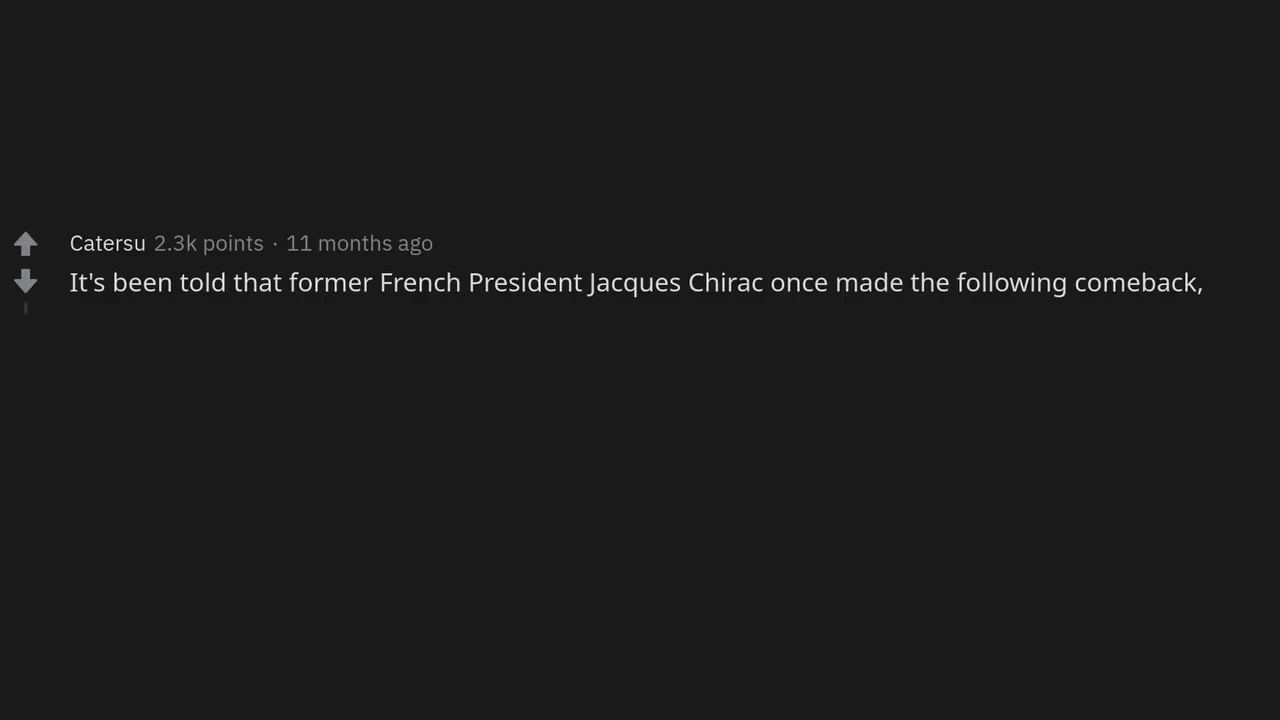 Catersu 2.3k points · 11 months ago
It's been told that former French President Jacques Chirac once made the following comeback,